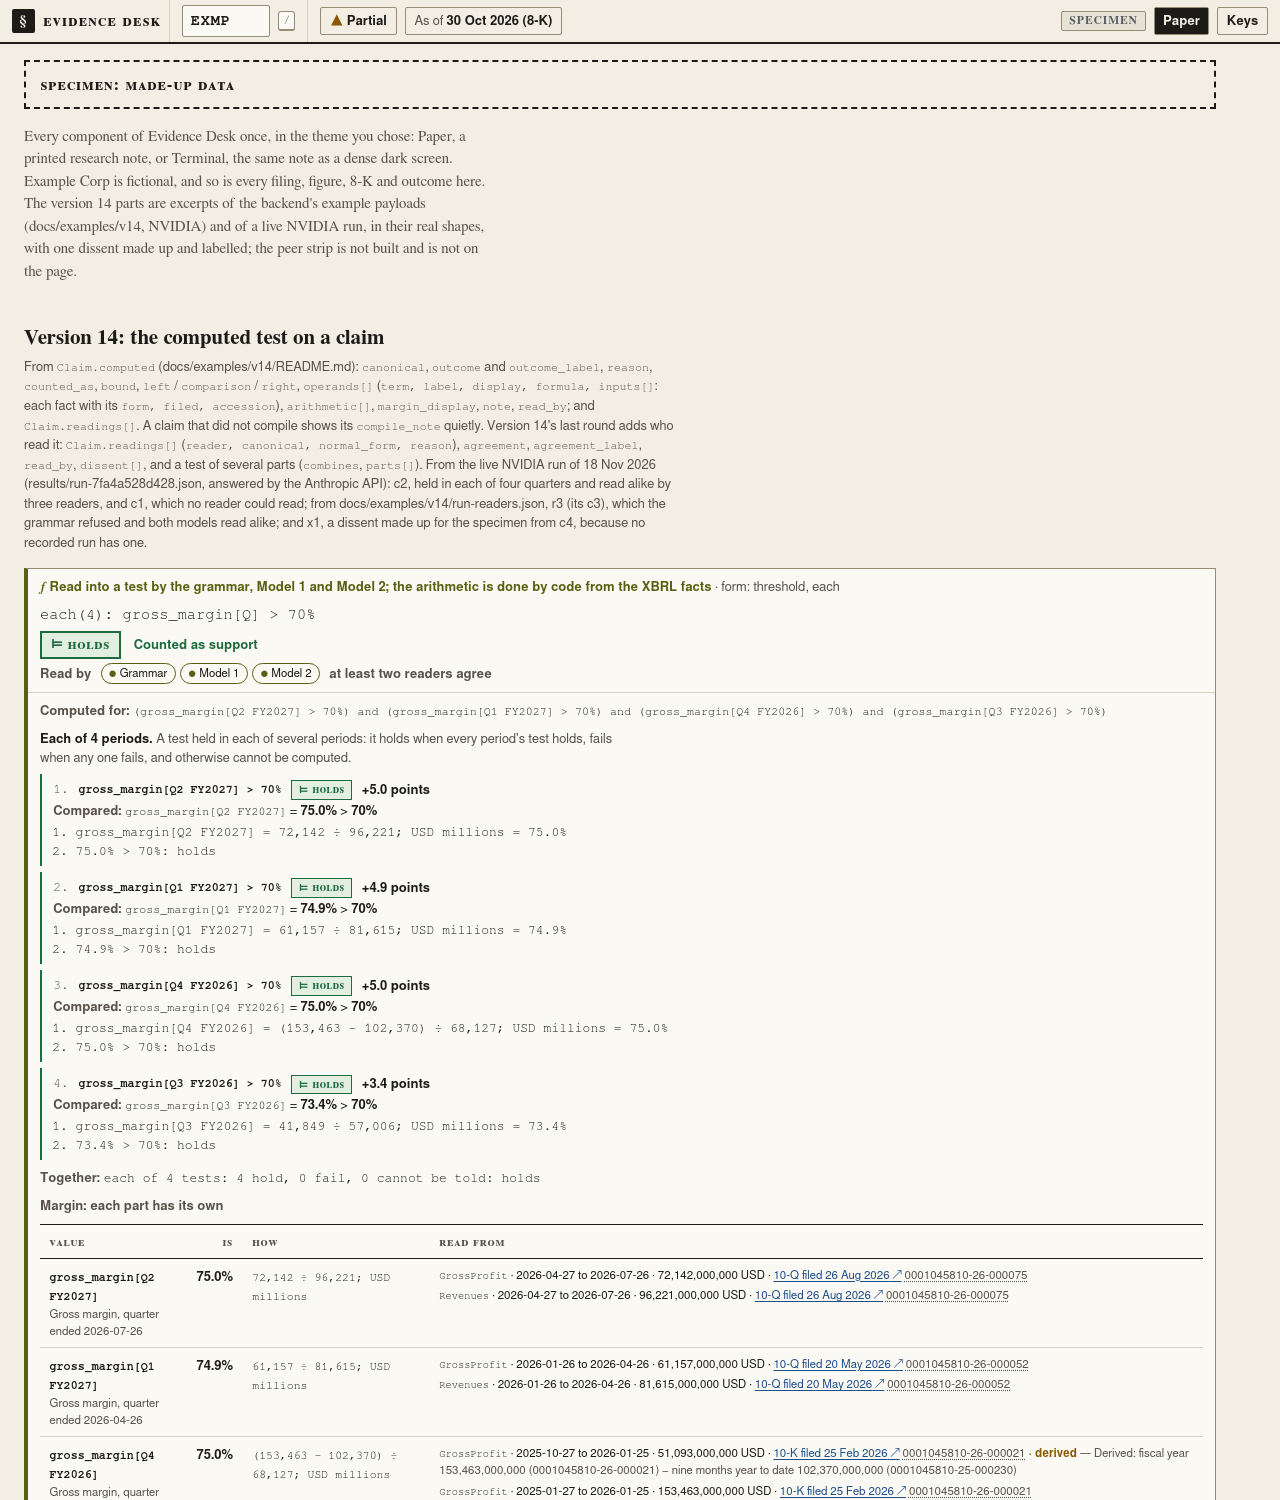 § EVIDENCE DESK EXMP / ▲ Partial As of 30 Oct 2026 (8-K) SPECIMEN Paper Keys
SPECIMEN: MADE-UP DATA
Every component of Evidence Desk once, in the theme you chose: Paper, a
printed research note, or Terminal, the same note as a dense dark screen.
Example Corp is fictional, and so is every filing, figure, 8-K and outcome here.
The version 14 parts are excerpts of the backend's example payloads
(docs/examples/v14, NVIDIA) and of a live NVIDIA run, in their real shapes,
with one dissent made up and labelled; the peer strip is not built and is not on
the page.
Version 14: the computed test on a claim
From Claim.computed (docs/examples/v14/README.md): canonical, outcome and outcome_label, reason,
counted_as, bound, left / comparison / right, operands[] (term, label, display, formula, inputs[]:
each fact with its form, filed, accession), arithmetic[], margin_display, note, read_by; and
Claim.readings[]. A claim that did not compile shows its compile_note quietly. Version 14's last round adds who
read it: Claim.readings[] (reader, canonical, normal_form, reason), agreement, agreement_label,
read_by, dissent[], and a test of several parts (combines, parts[]). From the live NVIDIA run of 18 Nov 2026
(results/run-7fa4a528d428.json, answered by the Anthropic API): c2, held in each of four quarters and read alike by
three readers, and c1, which no reader could read; from docs/examples/v14/run-readers.json, r3 (its c3), which the
grammar refused and both models read alike; and x1, a dissent made up for the specimen from c4, because no
recorded run has one.
ƒ Read into a test by the grammar, Model 1 and Model 2; the arithmetic is done by code from the XBRL facts · form: threshold, each
each(4): gross_margin[Q] > 70%
⊨ HOLDS Counted as support
Read by ● Grammar ● Model 1 ● Model 2 at least two readers agree
Computed for: (gross_margin[Q2 FY2027] > 70%) and (gross_margin[Q1 FY2027] > 70%) and (gross_margin[Q4 FY2026] > 70%) and (gross_margin[Q3 FY2026] > 70%)
Each of 4 periods. A test held in each of several periods: it holds when every period's test holds, fails
when any one fails, and otherwise cannot be computed.
1. gross_margin[Q2 FY2027] > 70% ⊨ HOLDS +5.0 points
Compared: gross_margin[Q2 FY2027] = 75.0% > 70%
1. gross_margin[Q2 FY2027] = 72,142 ÷ 96,221; USD millions = 75.0%
2. 75.0% > 70%: holds
2. gross_margin[Q1 FY2027] > 70% ⊨ HOLDS +4.9 points
Compared: gross_margin[Q1 FY2027] = 74.9% > 70%
1. gross_margin[Q1 FY2027] = 61,157 ÷ 81,615; USD millions = 74.9%
2. 74.9% > 70%: holds
3. gross_margin[Q4 FY2026] > 70% ⊨ HOLDS +5.0 points
Compared: gross_margin[Q4 FY2026] = 75.0% > 70%
1. gross_margin[Q4 FY2026] = (153,463 − 102,370) ÷ 68,127; USD millions = 75.0%
2. 75.0% > 70%: holds
4. gross_margin[Q3 FY2026] > 70% ⊨ HOLDS +3.4 points
Compared: gross_margin[Q3 FY2026] = 73.4% > 70%
1. gross_margin[Q3 FY2026] = 41,849 ÷ 57,006; USD millions = 73.4%
2. 73.4% > 70%: holds
Together: each of 4 tests: 4 hold, 0 fail, 0 cannot be told: holds
Margin: each part has its own
VALUE IS HOW READ FROM
gross_margin[Q2 75.0% 72,142 ÷ 96,221; USD GrossProfit · 2026-04-27 to 2026-07-26 · 72,142,000,000 USD · 10-Q filed 26 Aug 2026 ↗ 0001045810-26-000075
FY2027] millions Revenues · 2026-04-27 to 2026-07-26 · 96,221,000,000 USD · 10-Q filed 26 Aug 2026 ↗ 0001045810-26-000075
Gross margin, quarter
ended 2026-07-26
gross_margin[Q1 74.9% 61,157 ÷ 81,615; USD GrossProfit · 2026-01-26 to 2026-04-26 · 61,157,000,000 USD · 10-Q filed 20 May 2026 ↗ 0001045810-26-000052
FY2027] millions Revenues · 2026-01-26 to 2026-04-26 · 81,615,000,000 USD · 10-Q filed 20 May 2026 ↗ 0001045810-26-000052
Gross margin, quarter
ended 2026-04-26
gross_margin[Q4 75.0% (153,463 − 102,370) ÷ GrossProfit · 2025-10-27 to 2026-01-25 · 51,093,000,000 USD · 10-K filed 25 Feb 2026 ↗ 0001045810-26-000021 · derived — Derived: fiscal year
FY2026] 68,127; USD millions 153,463,000,000 (0001045810-26-000021) − nine months year to date 102,370,000,000 (0001045810-25-000230)
Gross margin, quarter GrossProfit · 2025-01-27 to 2026-01-25 · 153,463,000,000 USD · 10-K filed 25 Feb 2026 ↗ 0001045810-26-000021